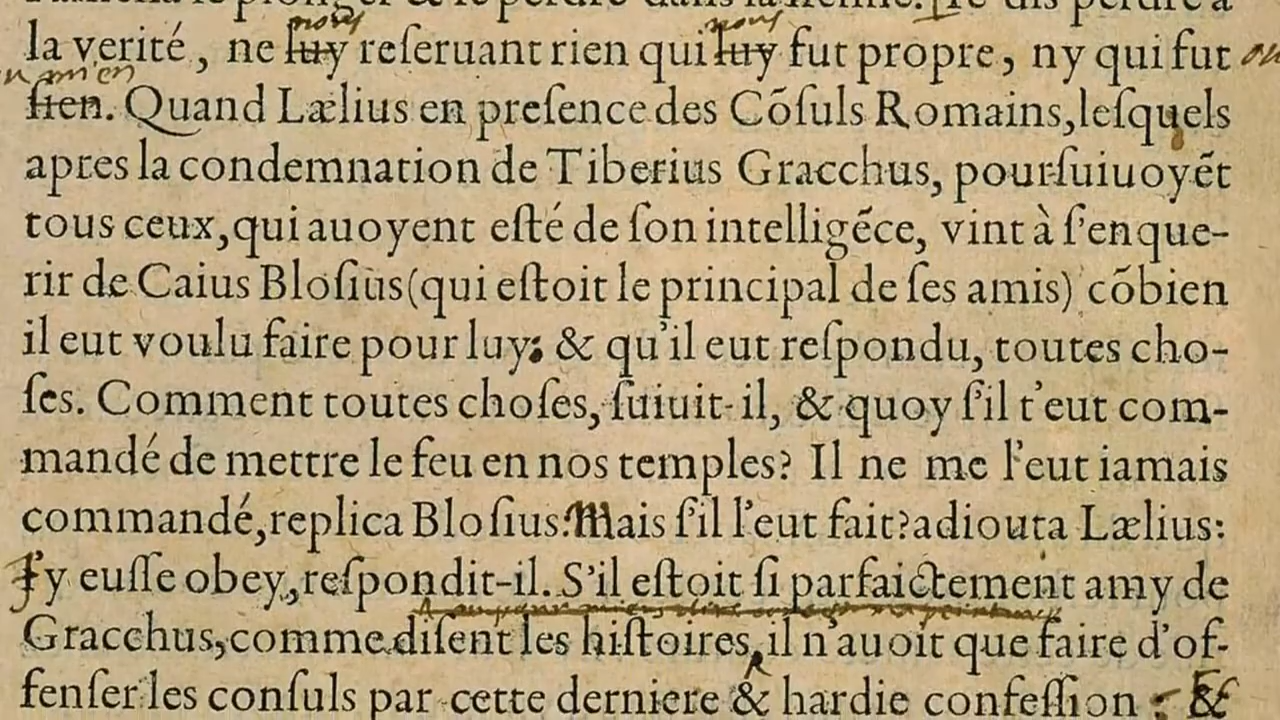 perdre a
nous nous
la verité, ne luy reſeruant rien qui luy fut propre, ny qui fut ou
mien
ſien. Quand Lælius en preſence des Cõſuls Romains, leſquels
apres la condemnation de Tiberius Gracchus, pourſuiuoyẽt
tous ceux, qui auoyent eſté de ſon intelligẽce, vint à ſ'enque-
rir de Caius Bloſius (qui eſtoit le principal de ſes amis) cõbien
il eut voulu faire pour luy; & qu'il eut reſpondu, toutes cho-
ſes. Comment toutes choſes, ſuiuit-il, & quoy ſ'il t'eut com-
mandé de mettre le feu en nos temples? Il ne me l'eut iamais
commandé, replica Bloſius: Mais ſ'il l'eut fait? adiouta Lælius:
J'y euſſe obey, reſpondit-il. S'il eſtoit ſi parfaictement amy de
Gracchus, comme diſent les hiſtoires, il n'auoit que faire d'of-
fenſer les conſuls par cette derniere & hardie confeſſion : &